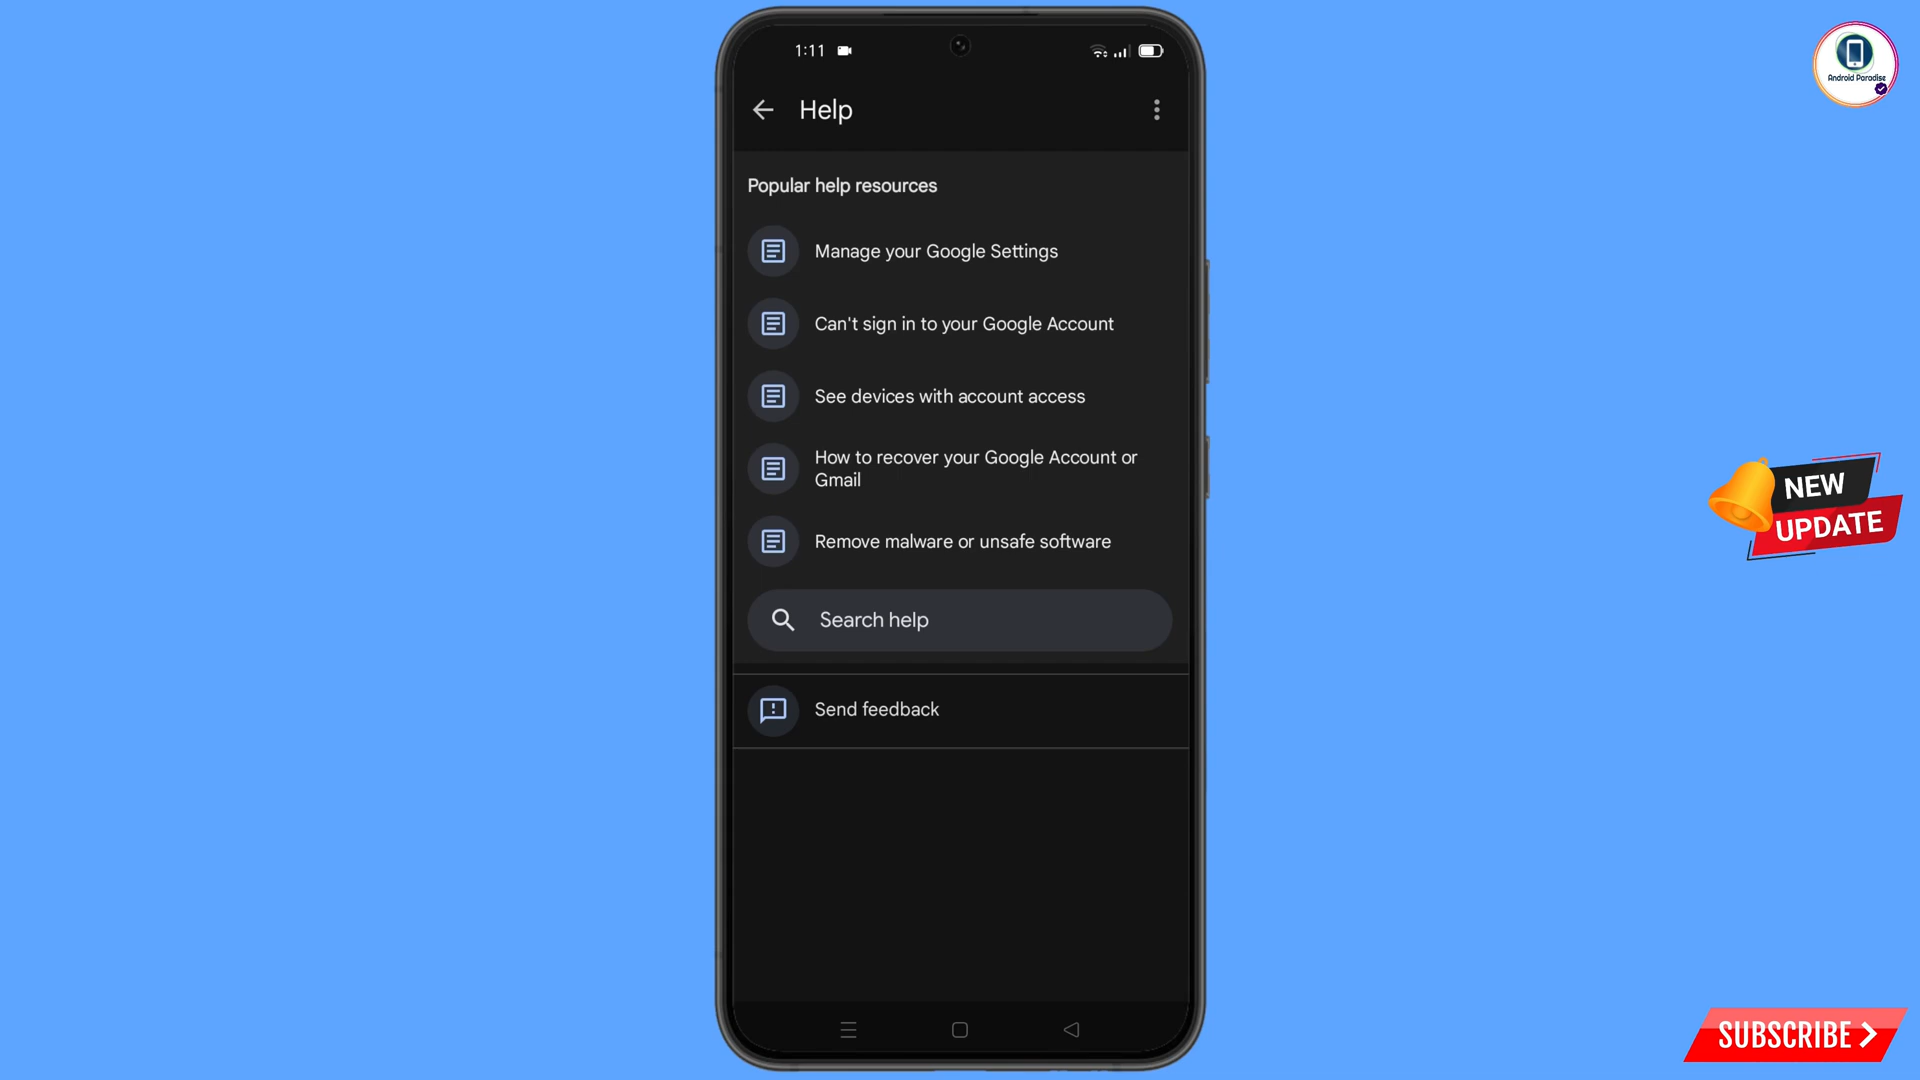 1:11
Android Paradise
Help
Popular help resources
Manage your Google Settings
Can't sign in to your Google Account
See devices with account access
How to recover your Google Account or
Gmail
NEW
UPDATE
Remove malware or unsafe software
Search help
Send feedback
SUBSCRIBE